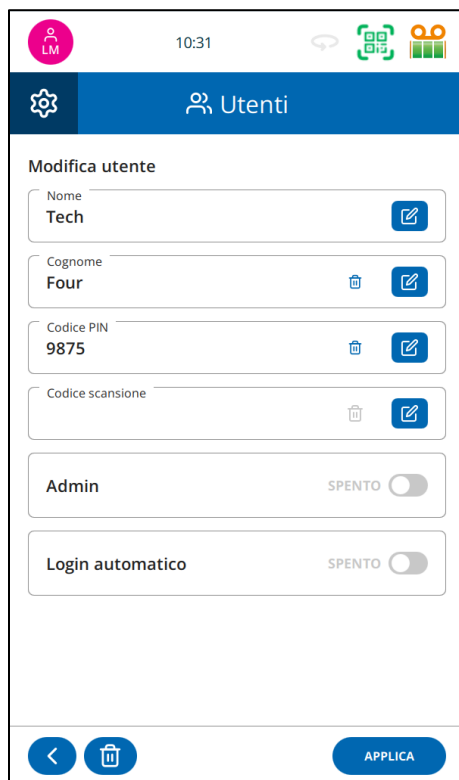 LM
10:31
Utenti
Modifica utente
Nome
Tech
Cognome
Four
Codice PIN
9875
Codice scansione
Admin
SPENTO
Login automatico
SPENTO
APPLICA